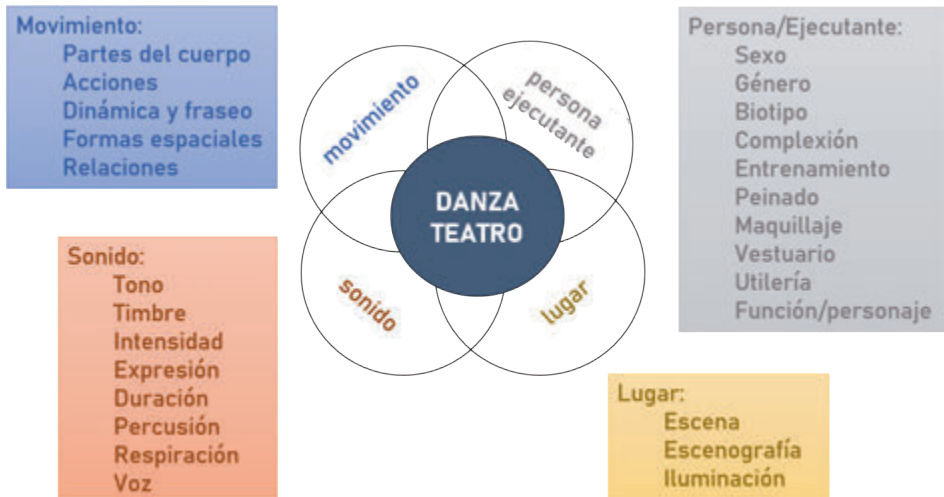 Movimiento:
Partes del cuerpo
Acciones
Dinámica y fraseo
Formas espaciales
Relaciones
movimiento
persona
ejecutante
DANZA
TEATRO
sonido
lugar
Persona/Ejecutante:
Sexo
Género
Biotipo
Complexión
Entrenamiento
Peinado
Maquillaje
Vestuario
Utilería
Función/personaje
Sonido:
Tono
Timbre
Intensidad
Expresión
Duración
Percusión
Respiración
Voz
Lugar:
Escena
Escenografía
Iluminación